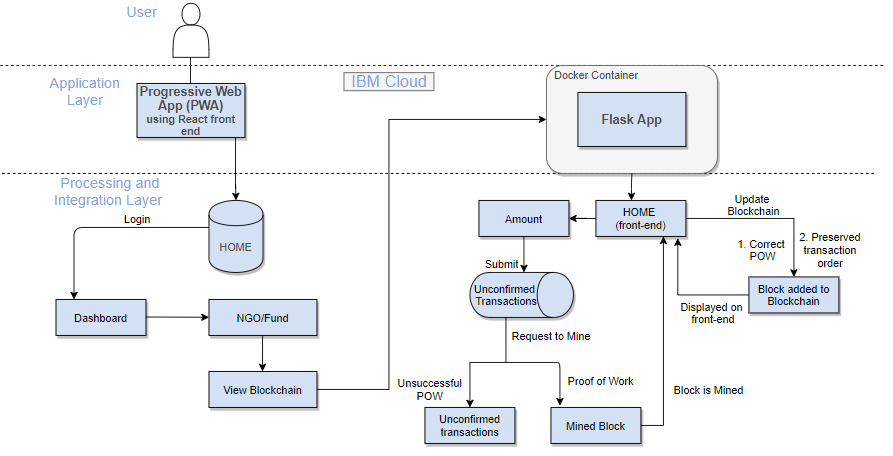 User
Application
Layer
Progressive Web
App (PWA)
using React front
end
IBM Cloud
Docker Container
Flask App
Processing and
Integration Layer
Login
HOME
Dashboard
NGO/Fund
View Blockchain
Amount
HOME
(front-end)
Update
Blockchain
1. Correct
POW
2. Preserved
transaction
order
Submit
Unconfirmed
Transactions
Block added to
Blockchain
Displayed on
front-end
Request to Mine
Unsuccessful
POW
Proof of Work
Block is Mined
Unconfirmed
transactions
Mined Block